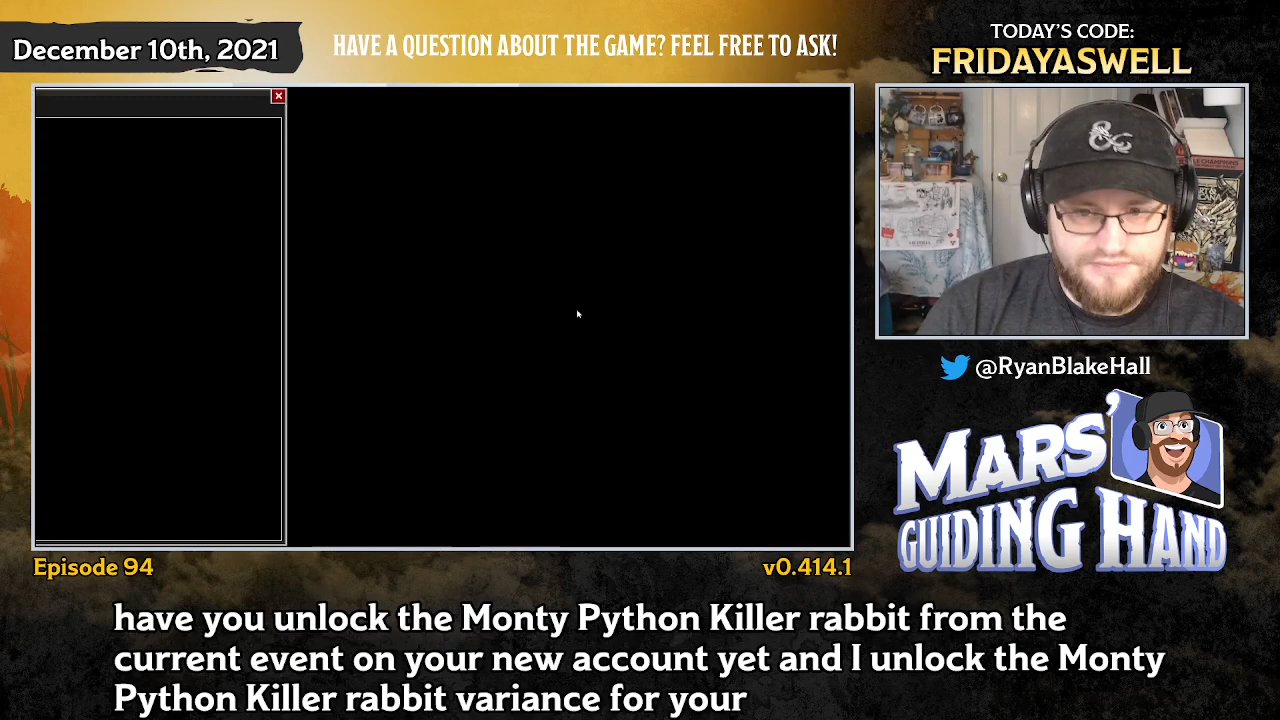 December 10th, 2021
HAVE A QUESTION ABOUT THE GAME? FEEL FREE TO ASK!
TODAY'S CODE:
FRIDAYASWELL
@RyanBlakeHall
MARS'
GUIDING HAND
Episode 94
v0.414.1
have you unlock the Monty Python Killer rabbit from the
current event on your new account yet and I unlock the Monty
Python Killer rabbit variance for your